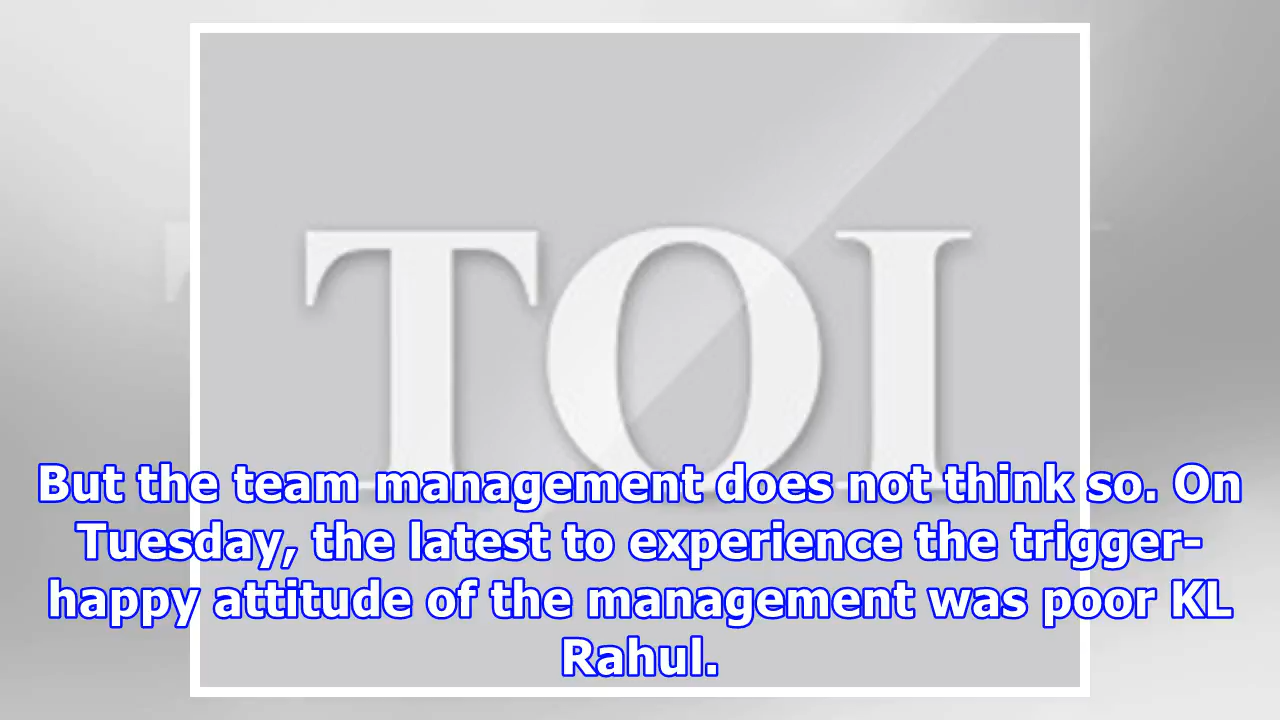 TOI
But the team management does not think so. On
Tuesday, the latest to experience the trigger-
happy attitude of the management was poor KL
Rahul.